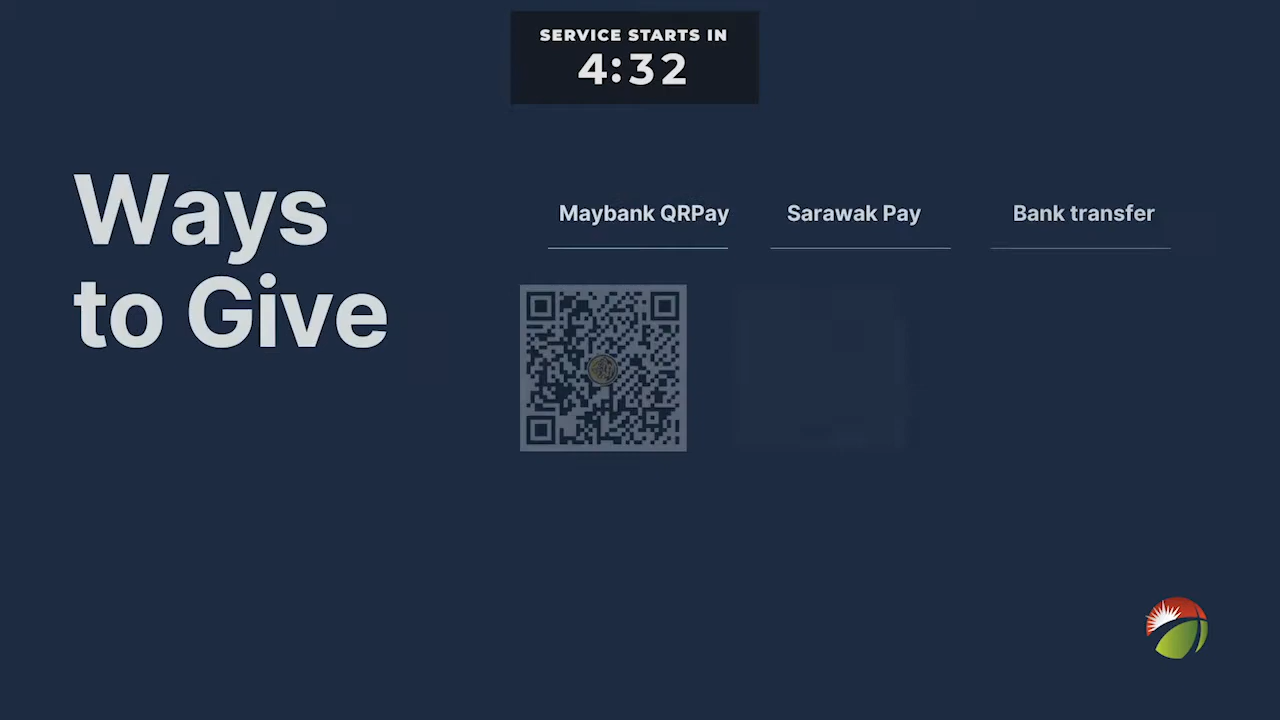 SERVICE STARTS IN
4:32
Ways
to Give
Maybank QRPay
Sarawak Pay
Bank transfer